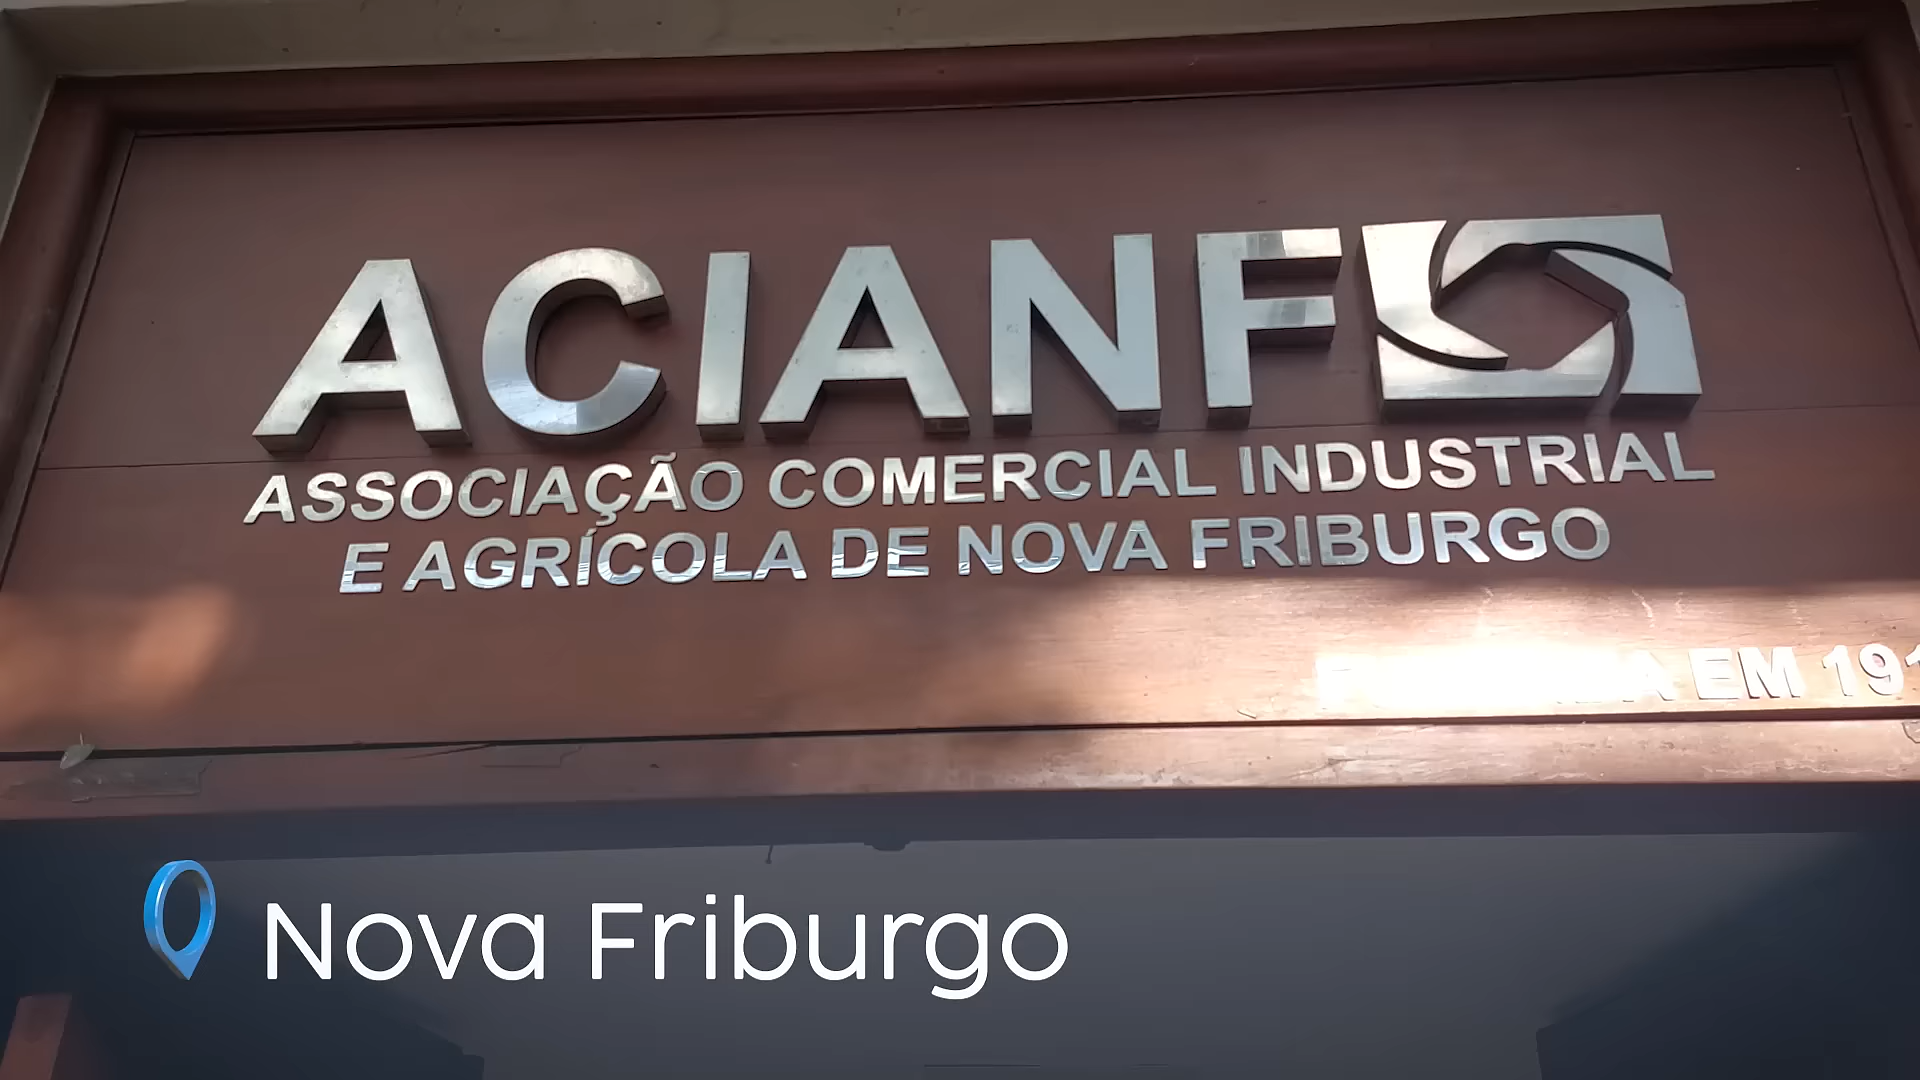 ACIANF
ASSOCIAÇÃO COMERCIAL INDUSTRIAL
E AGRÍCOLA DE NOVA FRIBURGO
EM
Nova Friburgo